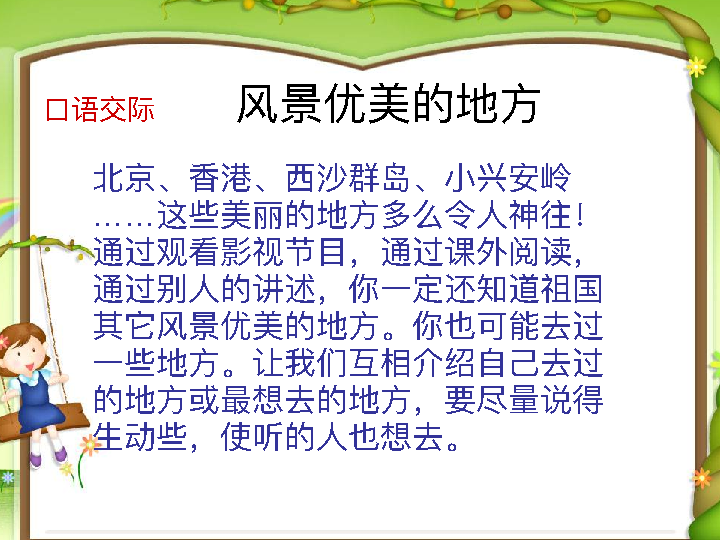 口语交际 风景优美的地方
北京、香港、西沙群岛、小兴安岭
……这些美丽的地方多么令人神往！
通过观看影视节目，通过课外阅读，
通过别人的讲述，你一定还知道祖国
其它风景优美的地方。你也可能去过
一些地方。让我们互相介绍自己去过
的地方或最想去的地方，要尽量说得
生动些，使听的人也想去。